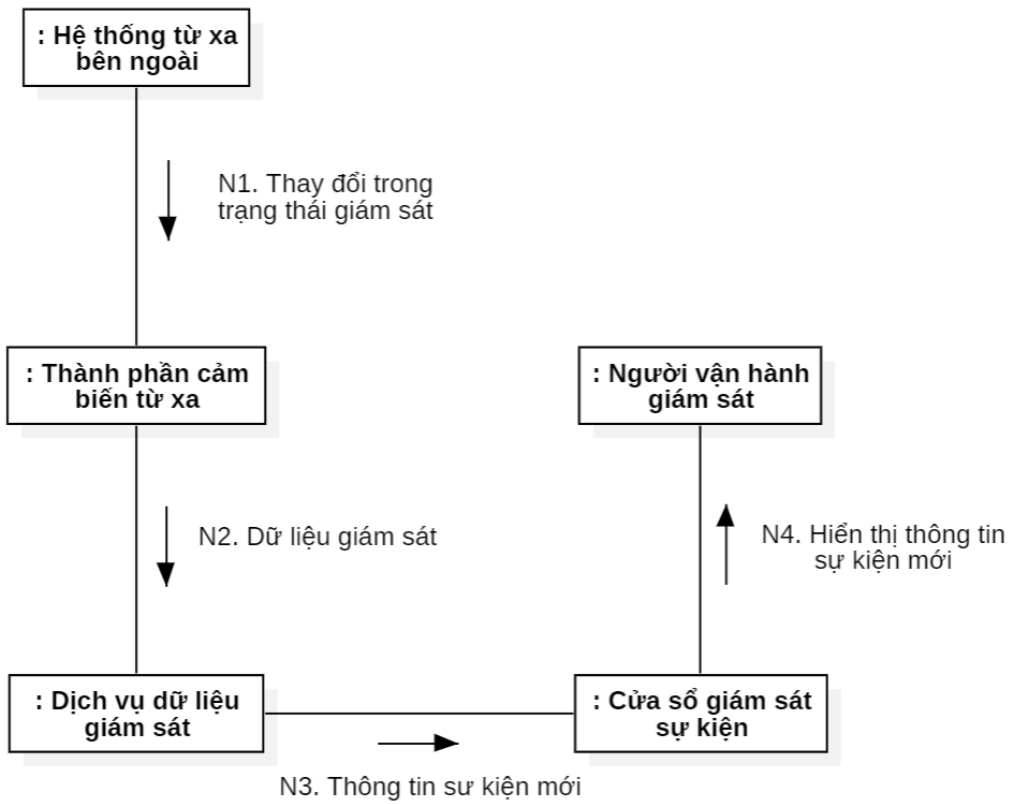 : Hệ thống từ xa
bên ngoài
N1. Thay đổi trong
trạng thái giám sát
: Thành phần cảm
biến từ xa
: Người vận hành
giám sát
N2. Dữ liệu giám sát
N4. Hiển thị thông tin
sự kiện mới
: Dịch vụ dữ liệu
giám sát
: Cửa sổ giám sát
sự kiện
N3. Thông tin sư kiện mới